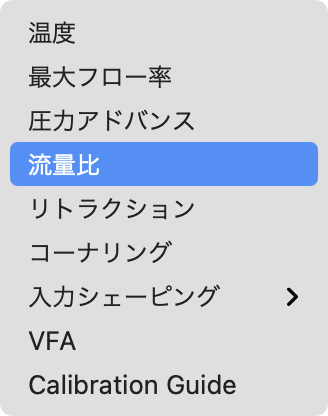 温度
最大フロー率
圧力アドバンス
流量比
リトラクション
コーナリング
入力シェーピング
VFA
Calibration Guide